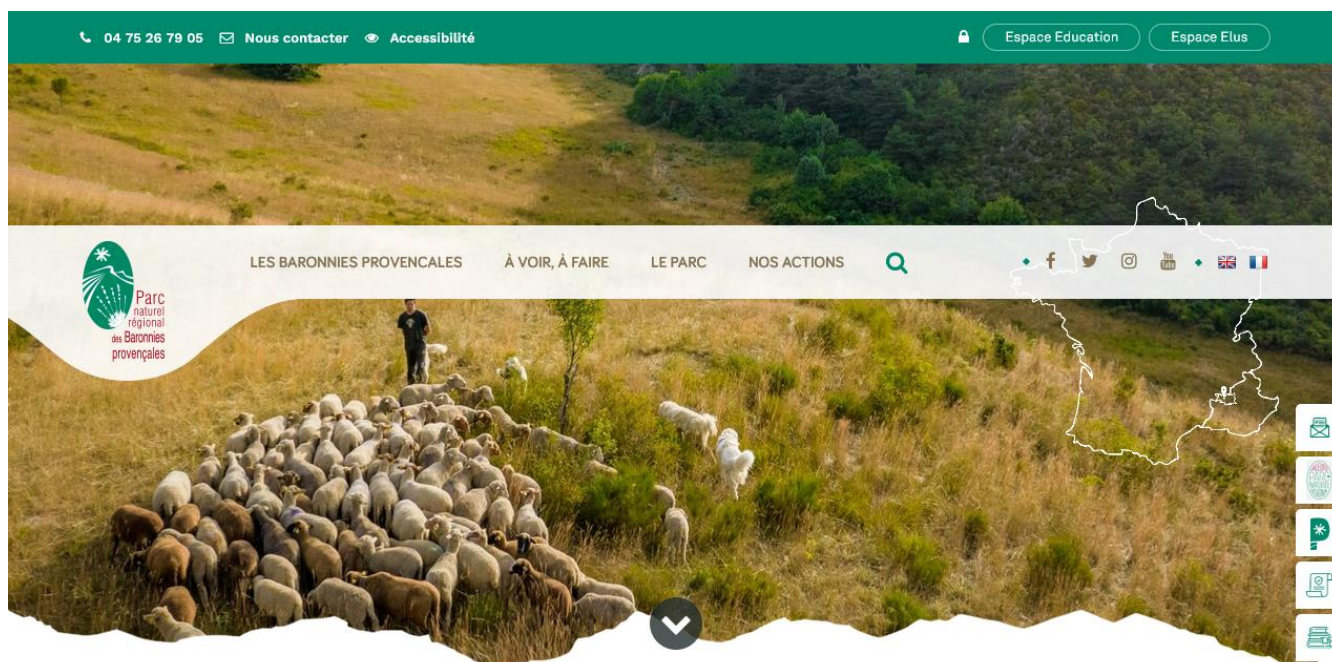 04 75 26 79 05 Nous contacter Accessibilité Espace Education Espace Elus
LES BARONNIES PROVENCALES À VOIR, À FAIRE LE PARC NOS ACTIONS
You
Tube
Parc
naturel
régional
des Baronnies
provençales